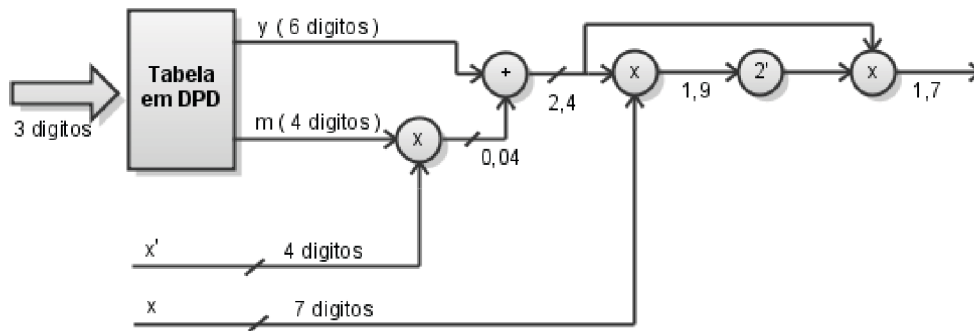 y ( 6 digitos )
Tabela
em DPD
3 digitos
m ( 4 digitos )
x
0,04
+
2,4
x
1,9
2'
x
1,7
x'
4 digitos
x
7 digitos